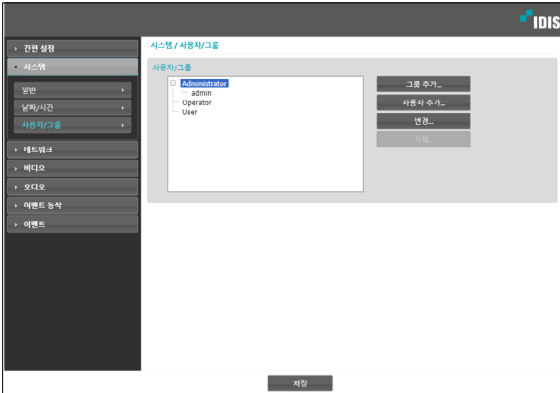 IDIS
간편 설정
시스템
일반
날짜/시간
사용자/그룹
네트워크
비디오
오디오
이벤트 동작
이벤트
시스템 / 사용자/그룹
사용자/그룹
Administrator
admin
Operator
User
그룹 추가...
사용자 추가...
변경...
삭제...
저장